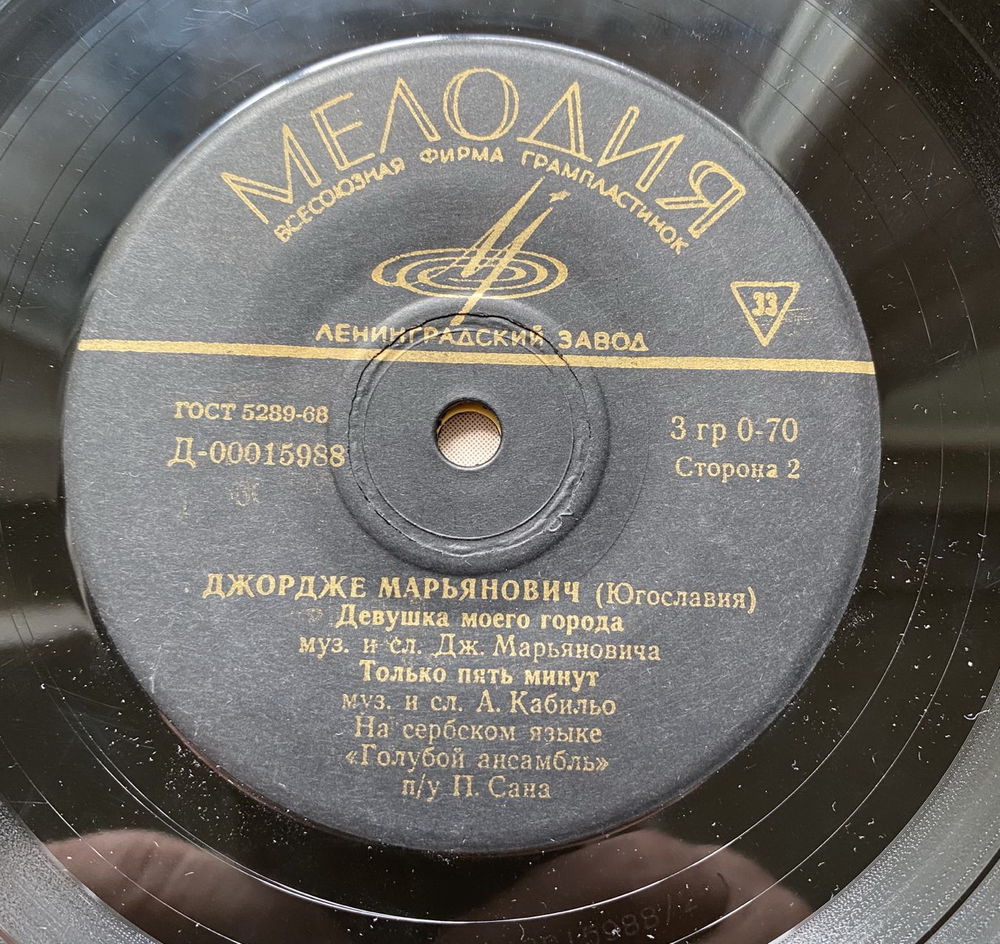 МЕЛОДИЯ
ВСЕСОЮЗНАЯ ФИРМА ГРАМПЛАСТИНОК
33
ЛЕНИНГРАДСКИЙ ЗАВОД
ГОСТ 5289-68
Д-00015988
3 гр 0-70
Сторона 2
ДЖОРДЖЕ МАРЬЯНОВИЧ (Югославия)
Девушка моего города
муз. и сл. Дж. Марьяновича
Только пять минут
муз. и сл. А. Кабильо
На сербском языке
«Голубой ансамбль»
п/у П. Сана